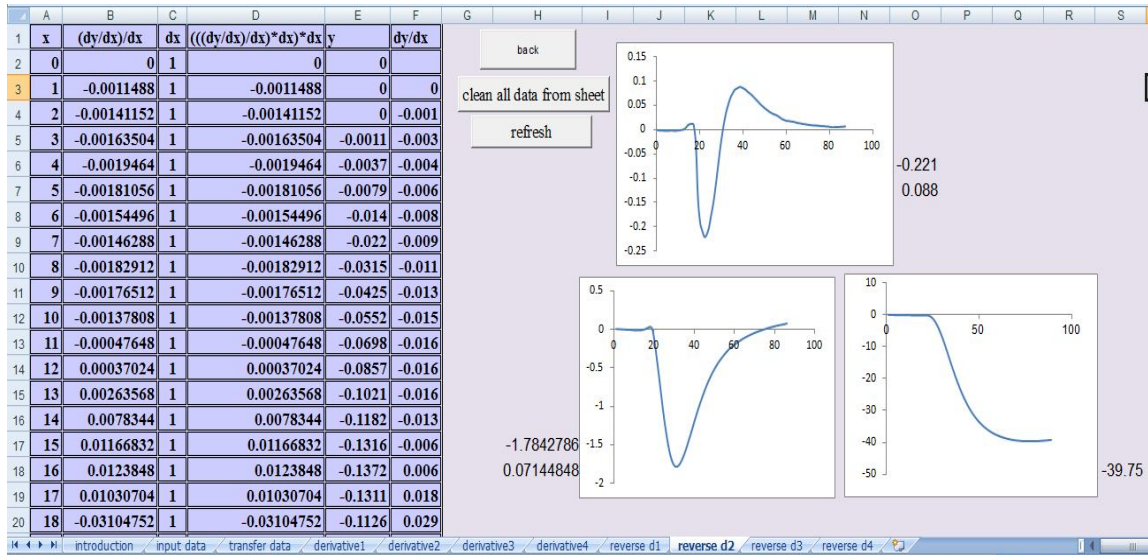 A B C D E F G H I J K L M N O P Q R S
1 x (dy/dx)/dx dx (((dy/dx)/dx)*dx)*dx y dy/dx
2 0 0 1 0 0
3 1 -0.0011488 1 -0.0011488 0 0
4 2 -0.00141152 1 -0.00141152 0 -0.001
5 3 -0.00163504 1 -0.00163504 -0.0011 -0.003
6 4 -0.0019464 1 -0.0019464 -0.0037 -0.004
7 5 -0.00181056 1 -0.00181056 -0.0079 -0.006
8 6 -0.00154496 1 -0.00154496 -0.014 -0.008
9 7 -0.00146288 1 -0.00146288 -0.022 -0.009
10 8 -0.00182912 1 -0.00182912 -0.0315 -0.011
11 9 -0.00176512 1 -0.00176512 -0.0425 -0.013
12 10 -0.00137808 1 -0.00137808 -0.0552 -0.015
13 11 -0.00047648 1 -0.00047648 -0.0698 -0.016
14 12 0.00037024 1 0.00037024 -0.0857 -0.016
15 13 0.00263568 1 0.00263568 -0.1021 -0.016
16 14 0.0078344 1 0.0078344 -0.1182 -0.013
17 15 0.01166832 1 0.01166832 -0.1316 -0.006
18 16 0.0123848 1 0.0123848 -0.1372 0.006
19 17 0.01030704 1 0.01030704 -0.1311 0.018
20 18 -0.03104752 1 -0.03104752 -0.1126 0.029
back
clean all data from sheet
refresh
0.15
0.1
0.05
0
-0.05
-0.1
-0.15
-0.2
-0.25
0 20 40 60 80 100
-0.221
0.088
0.5
0
-0.5
-1
-1.5
-2
0 20 40 60 80 100
-1.7842786
0.07144848
10
0
-10
-20
-30
-40
-50
0 50 100
-39.75
introduction input data transfer data derivative1 derivative2 derivative3 derivative4 reverse d1 reverse d2 reverse d3 reverse d4